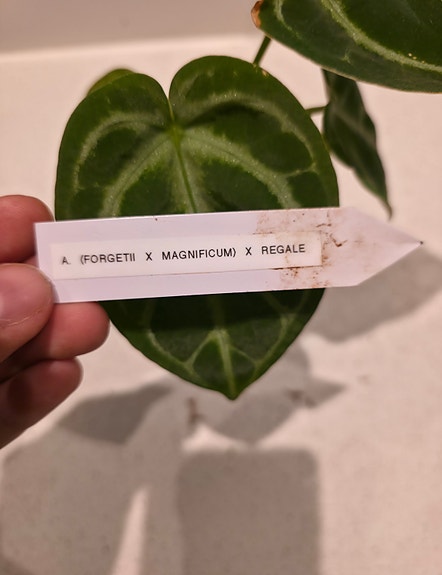 A. (FORGETII X MAGNIFICUM) X REGALE